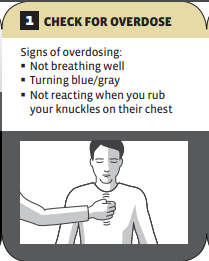 1 CHECK FOR OVERDOSE
Signs of overdosing:
▪ Not breathing well
▪ Turning blue/gray
▪ Not reacting when you rub
your knuckles on their chest